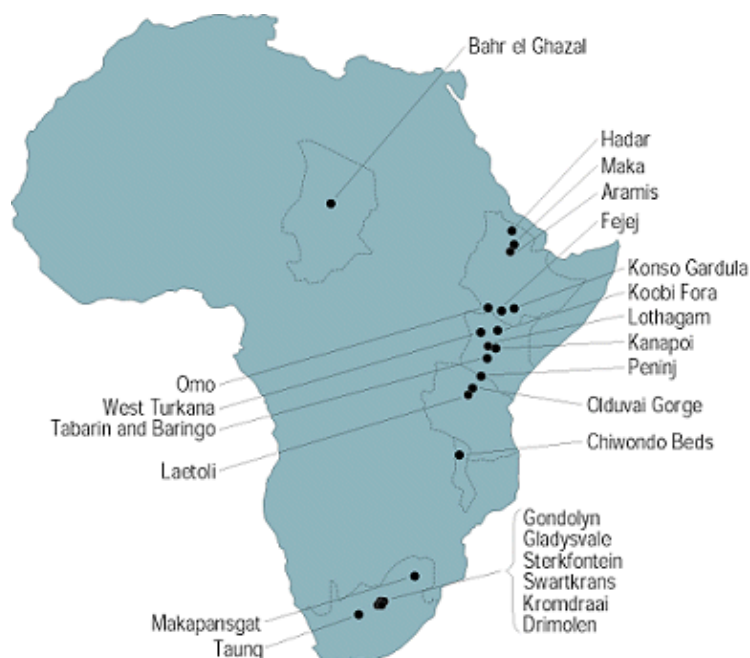 Bahr el Ghazal
Hadar
Maka
Aramis
Fejej
Konso Gardula
Koobi Fora
Lothagam
Kanapoi
Peninj
Omo
West Turkana
Olduvai Gorge
Tabarin and Baringo
Chiwondo Beds
Laetoli
Gondolyn
Gladysvale
Sterkfontein
Swartkrans
Kromdraai
Drimolen
Makapansgat
Taung